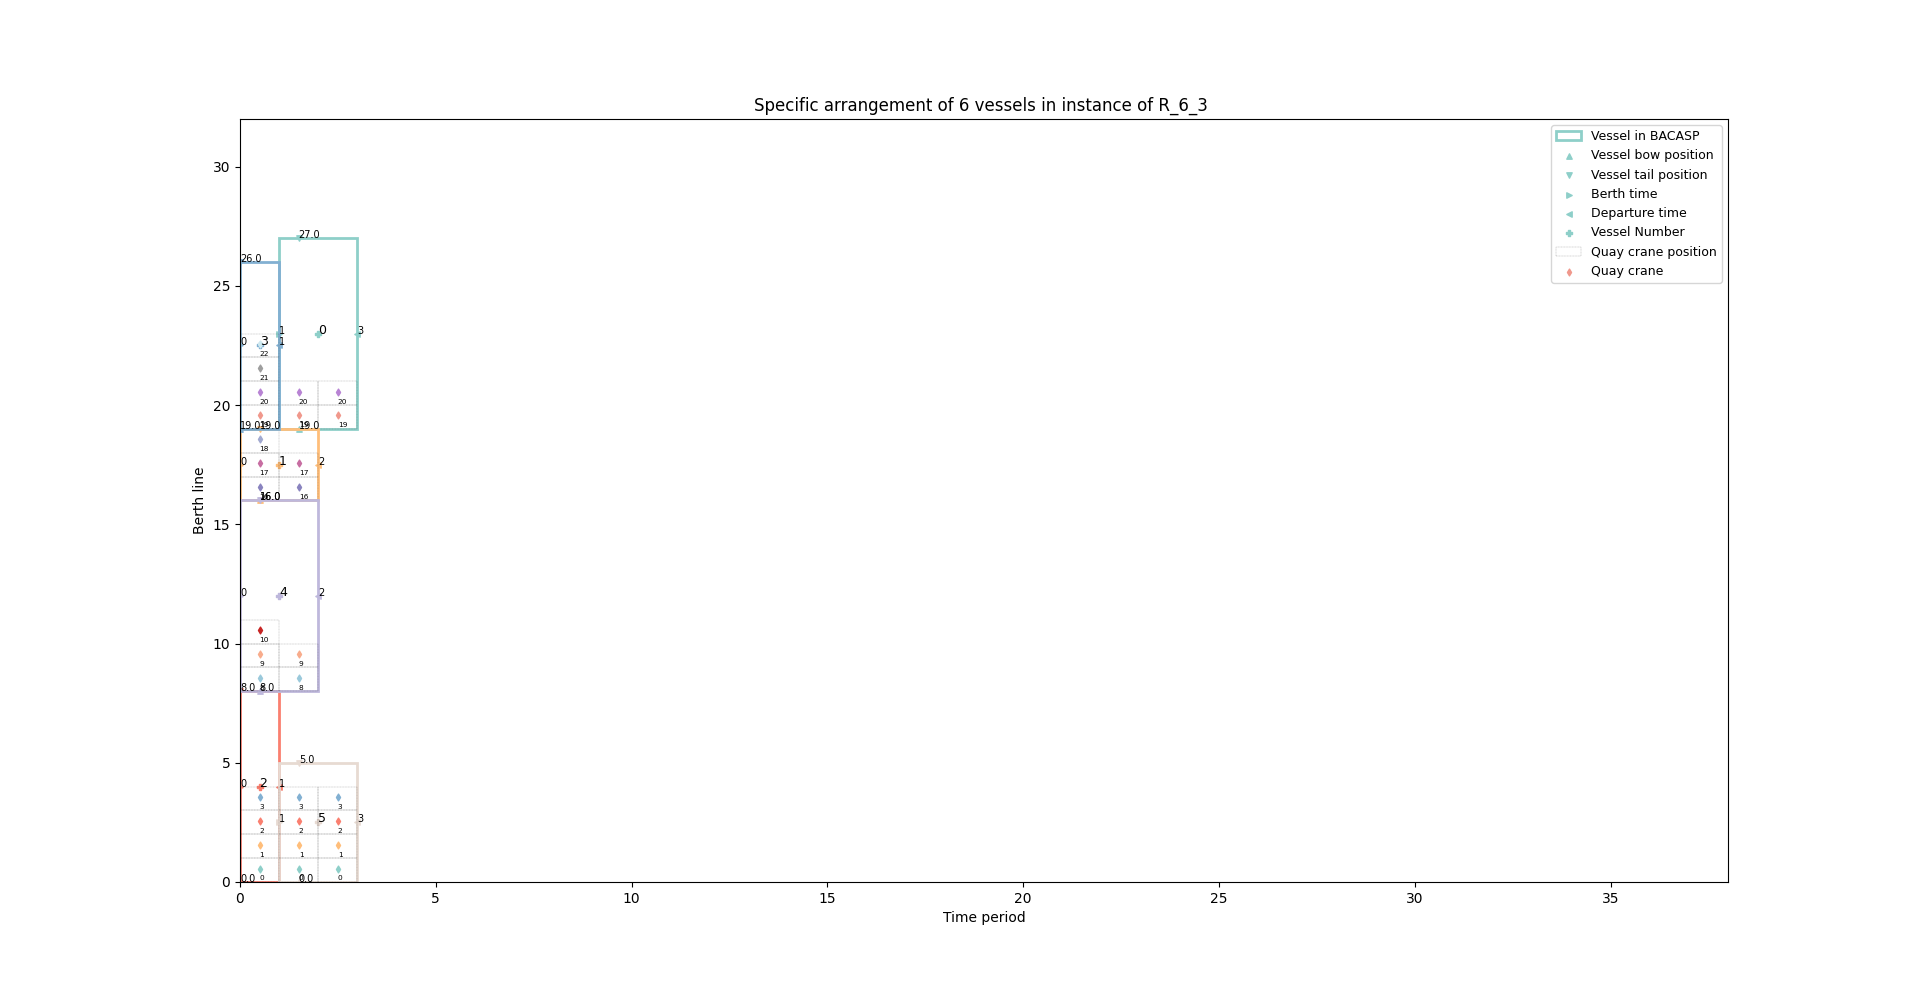 Specific arrangement of 6 vessels in instance of R_6_3
Vessel in BACASP
Vessel bow position
Vessel tail position
Berth time
Departure time
Vessel Number
Quay crane position
Quay crane
30
25
20
15
10
5
0
Berth line
27.0
26.0
1 0 3
0 3 1
22
21
20 20 20
19
19.0 19.0 19.0
18
0 1 2
17 17
16
16.0
0 4 2
10
9 9
8.0 8.0 8
5.0
0 2 1
3 3 3
1 5 3
2 2 2
1 1 1
0.0 0 0.0 0
0 5 10 15 20 25 30 35
Time period